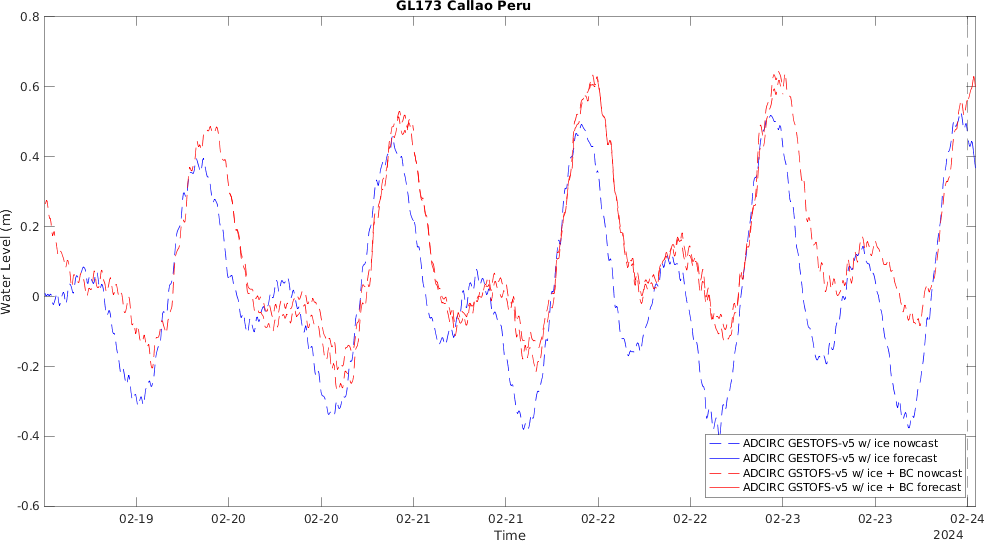 GL173 Callao Peru
0.8
0.6
0.4
0.2
0
-0.2
-0.4
-0.6
Water Level (m)
ADCIRC GESTOFS-v5 w/ ice nowcast
ADCIRC GESTOFS-v5 w/ ice forecast
ADCIRC GSTOFS-v5 w/ ice + BC nowcast
ADCIRC GSTOFS-v5 w/ ice + BC forecast
02-19 02-20 02-20 02-21 02-21 02-22 02-22 02-23 02-23 02-24
Time
2024